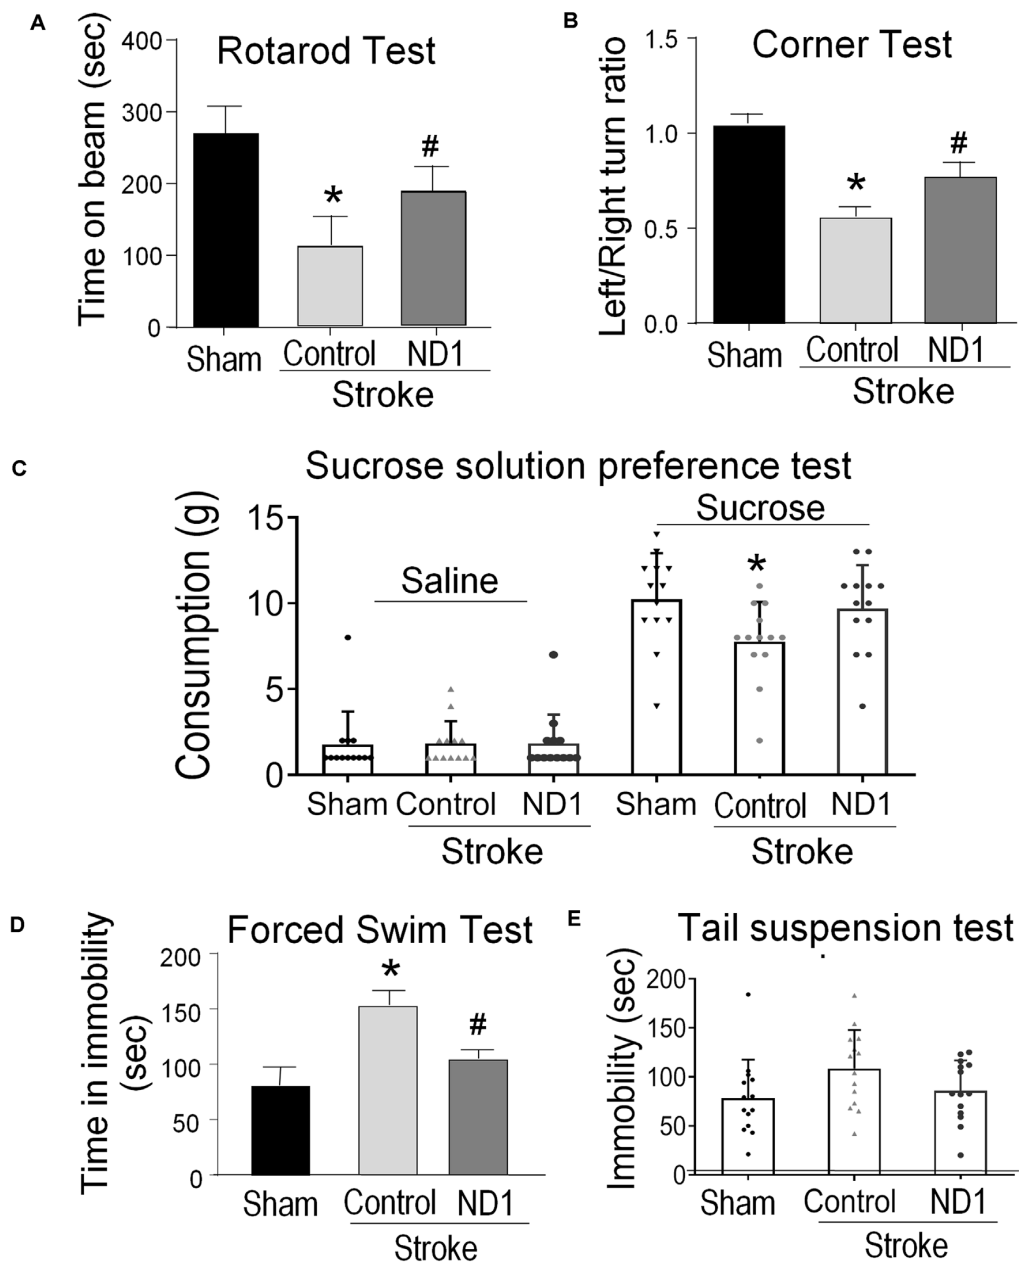 A
Rotarod Test
Time on beam (sec)
400
300
200
100
0
*
#
Sham
Control
ND1
Stroke
B
Corner Test
Left/Right turn ratio
1.5
1.0
0.5
0.0
*
#
Sham
Control
ND1
Stroke
C
Sucrose solution preference test
Consumption (g)
15
10
5
0
Saline
Sucrose
*
Sham
Control
ND1
Sham
Control
ND1
Stroke
Stroke
D
Forced Swim Test
Time in immobility
(sec)
200
150
100
50
0
*
#
Sham
Control
ND1
Stroke
E
Tail suspension test
Immobility (sec)
200
150
100
50
0
Sham
Control
ND1
Stroke